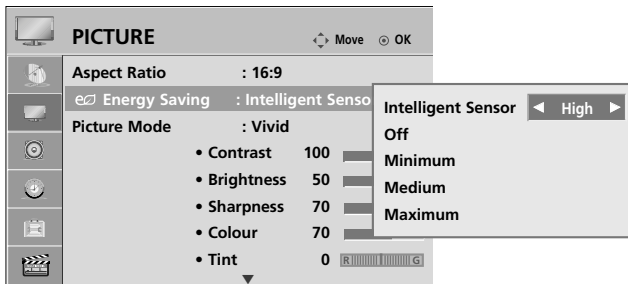 PICTURE
Move OK
Aspect Ratio : 16:9
Energy Saving : Intelligent Senso
Picture Mode : Vivid
• Contrast 100
• Brightness 50
• Sharpness 70
• Colour 70
• Tint 0 R G
Intelligent Sensor ◀ High ▶
Off
Minimum
Medium
Maximum